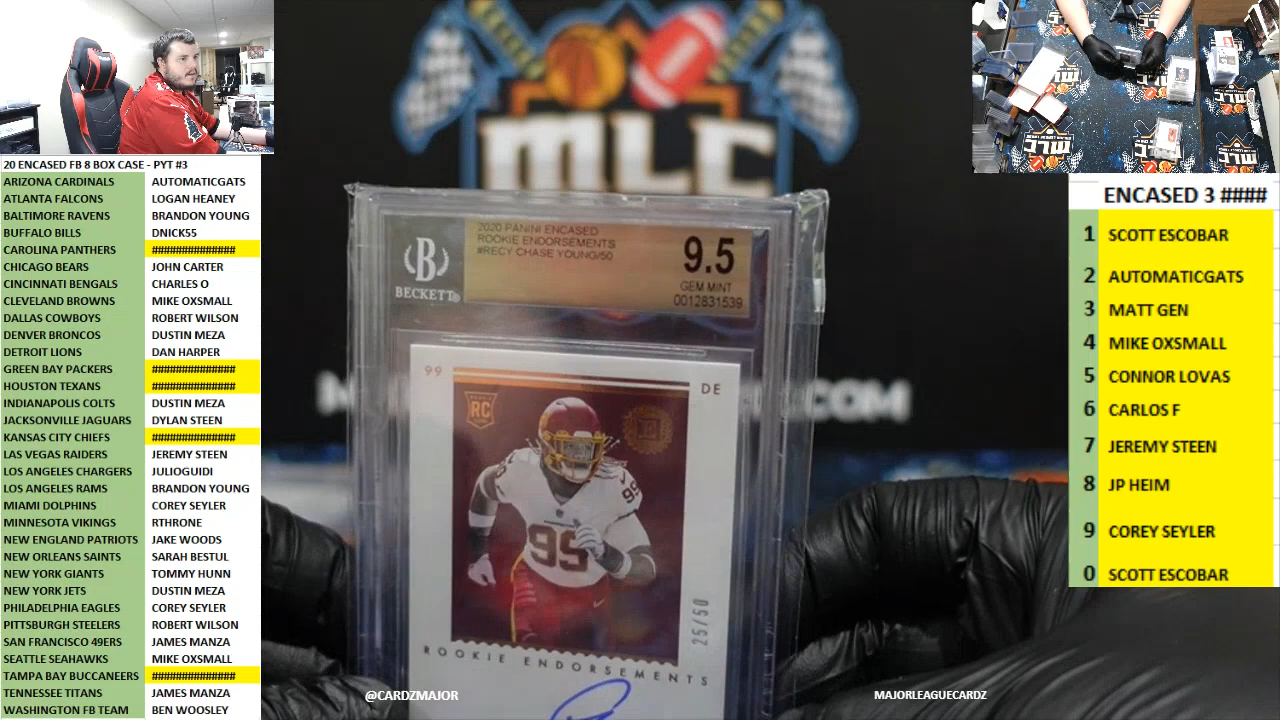 20 ENCASED FB 8 BOX CASE - PYT #3
ARIZONA CARDINALS AUTOMATICGATS
ATLANTA FALCONS LOGAN HEANEY
BALTIMORE RAVENS BRANDON YOUNG
BUFFALO BILLS DNICK55
CAROLINA PANTHERS ##############
CHICAGO BEARS JOHN CARTER
CINCINNATI BENGALS CHARLES O
CLEVELAND BROWNS MIKE OXSMALL
DALLAS COWBOYS ROBERT WILSON
DENVER BRONCOS DUSTIN MEZA
DETROIT LIONS DAN HARPER
GREEN BAY PACKERS ##############
HOUSTON TEXANS ##############
INDIANAPOLIS COLTS DUSTIN MEZA
JACKSONVILLE JAGUARS DYLAN STEEN
KANSAS CITY CHIEFS ##############
LAS VEGAS RAIDERS JEREMY STEEN
LOS ANGELES CHARGERS JULIOGUIDI
LOS ANGELES RAMS BRANDON YOUNG
MIAMI DOLPHINS COREY SEYLER
MINNESOTA VIKINGS RTHRONE
NEW ENGLAND PATRIOTS JAKE WOODS
NEW ORLEANS SAINTS SARAH BESTUL
NEW YORK GIANTS TOMMY HUNN
NEW YORK JETS DUSTIN MEZA
PHILADELPHIA EAGLES COREY SEYLER
PITTSBURGH STEELERS ROBERT WILSON
SAN FRANCISCO 49ERS JAMES MANZA
SEATTLE SEAHAWKS MIKE OXSMALL
TAMPA BAY BUCCANEERS ##############
TENNESSEE TITANS JAMES MANZA
WASHINGTON FB TEAM BEN WOOSLEY
MLC
B
BECKETT
2020 PANINI ENCASED
ROOKIE ENDORSEMENTS
#RECY CHASE YOUNG/50
9.5
GEM MINT
0012831539
99
DE
RC
99
25/50
ROOKIE ENDORSEMENTS
.COM
@CARDZMAJOR
MAJORLEAGUECARDZ
ENCASED 3 ####
1 SCOTT ESCOBAR
2 AUTOMATICGATS
3 MATT GEN
4 MIKE OXSMALL
5 CONNOR LOVAS
6 CARLOS F
7 JEREMY STEEN
8 JP HEIM
9 COREY SEYLER
0 SCOTT ESCOBAR